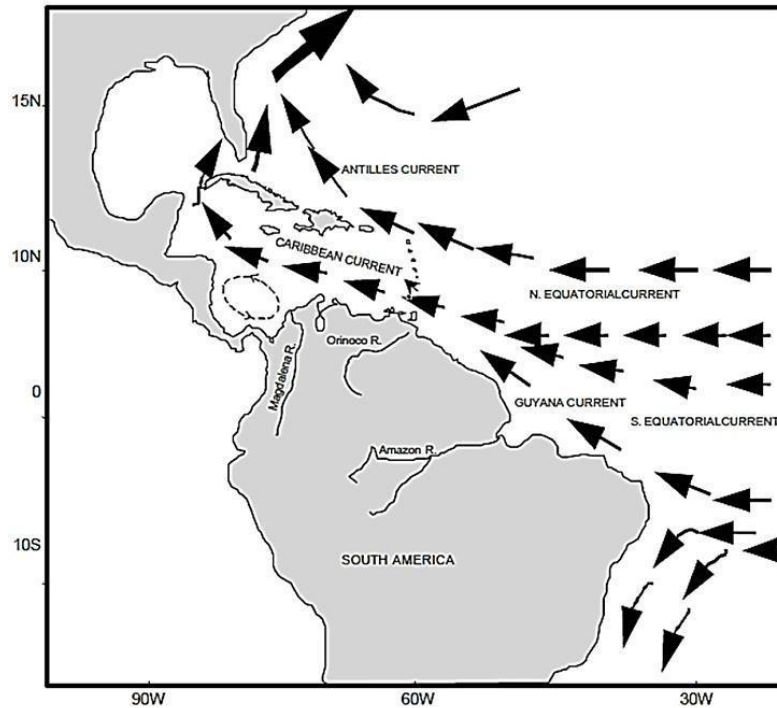 15N
ANTILLES CURRENT
10N
CARIBBEAN CURRENT
N. EQUATORIALCURRENT
Orinoco R.
Magdalena R.
0
GUYANA CURRENT
S. EQUATORIALCURRENT
Amazon R.
10S
SOUTH AMERICA
90W
60W
30W